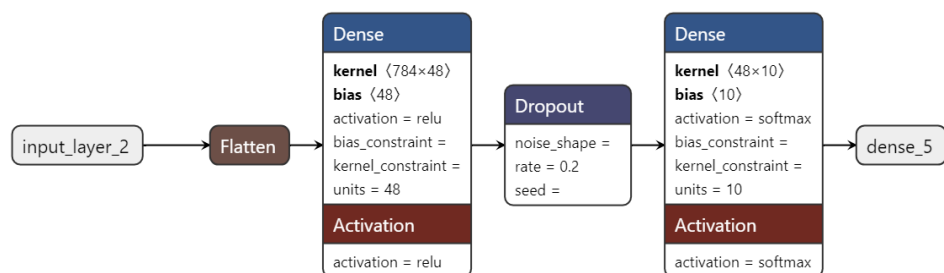 input_layer_2
Flatten
Dense
kernel 〈784×48〉
bias 〈48〉
activation = relu
bias_constraint =
kernel_constraint =
units = 48
Activation
activation = relu
Dropout
noise_shape =
rate = 0.2
seed =
Dense
kernel 〈48×10〉
bias 〈10〉
activation = softmax
bias_constraint =
kernel_constraint =
units = 10
Activation
activation = softmax
dense_5